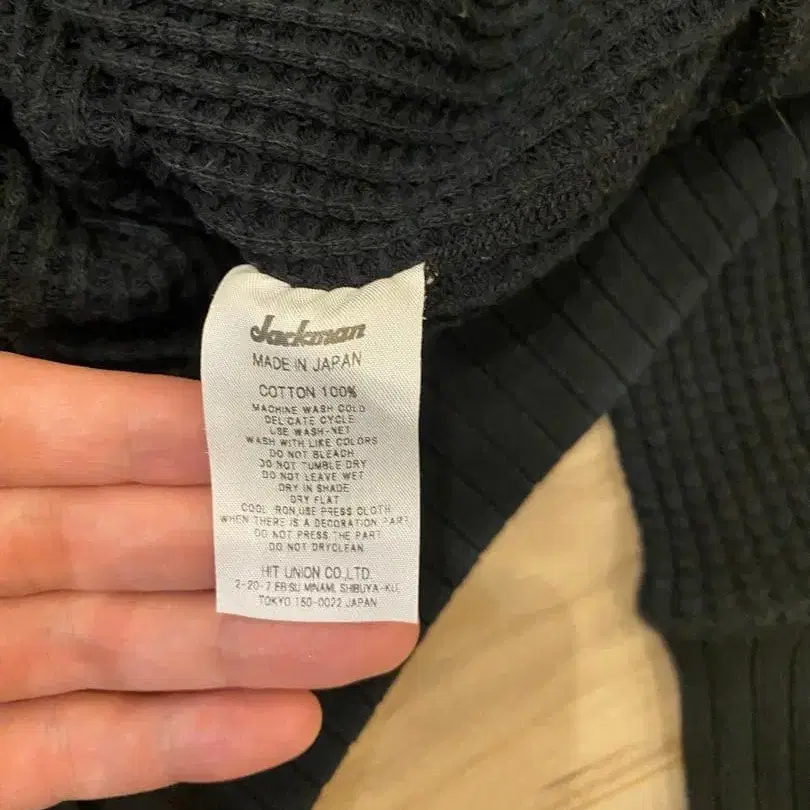 Jackman
MADE IN JAPAN
COTTON 100%
MACHINE WASH COLD
DELICATE CYCLE
USE WASH-NET
WASH WITH LIKE COLORS
DO NOT BLEACH
DO NOT TUMBLE DRY
DO NOT LEAVE WET
DRY IN SHADE
DRY FLAT
COOL IRON,USE PRESS CLOTH
WHEN THERE IS A DECORATION PART
DO NOT PRESS THE PART
DO NOT DRYCLEAN
HIT UNION CO.,LTD.
2-20-7 EBISU MINAMI, SHIBUYA-KU,
TOKYO 150-0022 JAPAN